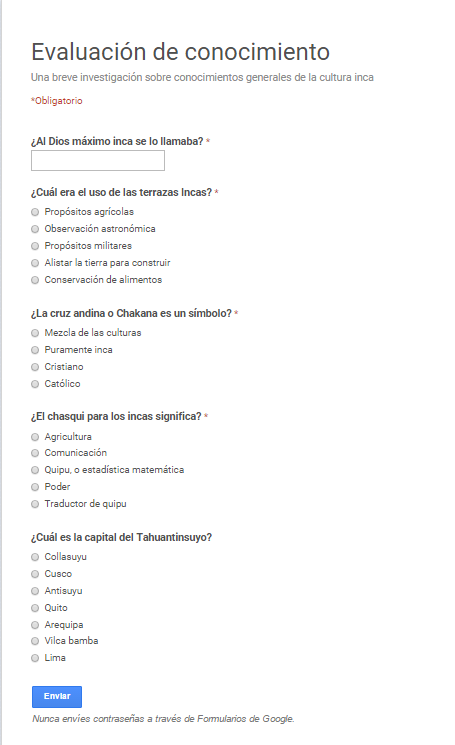 Evaluación de conocimiento
Una breve investigación sobre conocimientos generales de la cultura inca
*Obligatorio
¿Al Dios máximo inca se lo llamaba? *
¿Cuál era el uso de las terrazas Incas? *
Propósitos agrícolas
Observación astronómica
Propósitos militares
Alistar la tierra para construir
Conservación de alimentos
¿La cruz andina o Chakana es un símbolo? *
Mezcla de las culturas
Puramente inca
Cristiano
Católico
¿El chasqui para los incas significa? *
Agricultura
Comunicación
Quipu, o estadística matemática
Poder
Traductor de quipu
¿Cuál es la capital del Tahuantinsuyo?
Collasuyu
Cusco
Antisuyu
Quito
Arequipa
Vilca bamba
Lima
Enviar
Nunca envíes contraseñas a través de Formularios de Google.